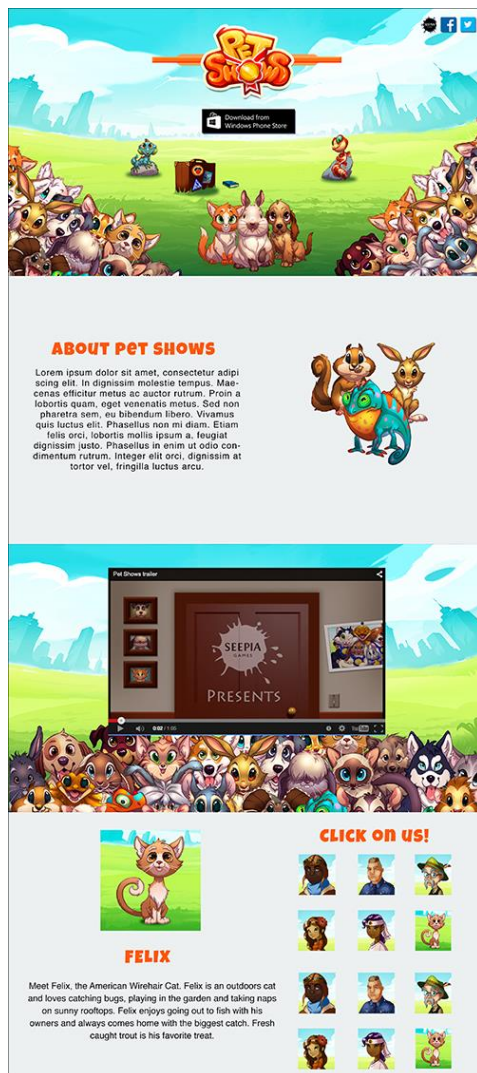 SEEPIA
PET
SHOWS
Download from
Windows Phone Store
ABOUT PET SHOWS
Lorem ipsum dolor sit amet, consectetur adipi
scing elit. In dignissim molestie tempus. Mae-
cenas efficitur metus ac auctor rutrum. Proin a
lobortis quam, eget venenatis metus. Sed non
pharetra sem, eu bibendum libero. Vivamus
quis luctus elit. Phasellus non mi diam. Etiam
felis orci, lobortis mollis ipsum a, feugiat
dignissim justo. Phasellus in enim ut odio con-
dimentum rutrum. Integer elit orci, dignissim at
tortor vel, fringilla luctus arcu.
Pet Shows trailer
SEEPIA
GAMES
PRESENTS
0:02 / 1:05
YouTube
CLICK ON US!
FELIX
Meet Felix, the American Wirehair Cat. Felix is an outdoors cat
and loves catching bugs, playing in the garden and taking naps
on sunny rooftops. Felix enjoys going out to fish with his
owners and always comes home with the biggest catch. Fresh
caught trout is his favorite treat.